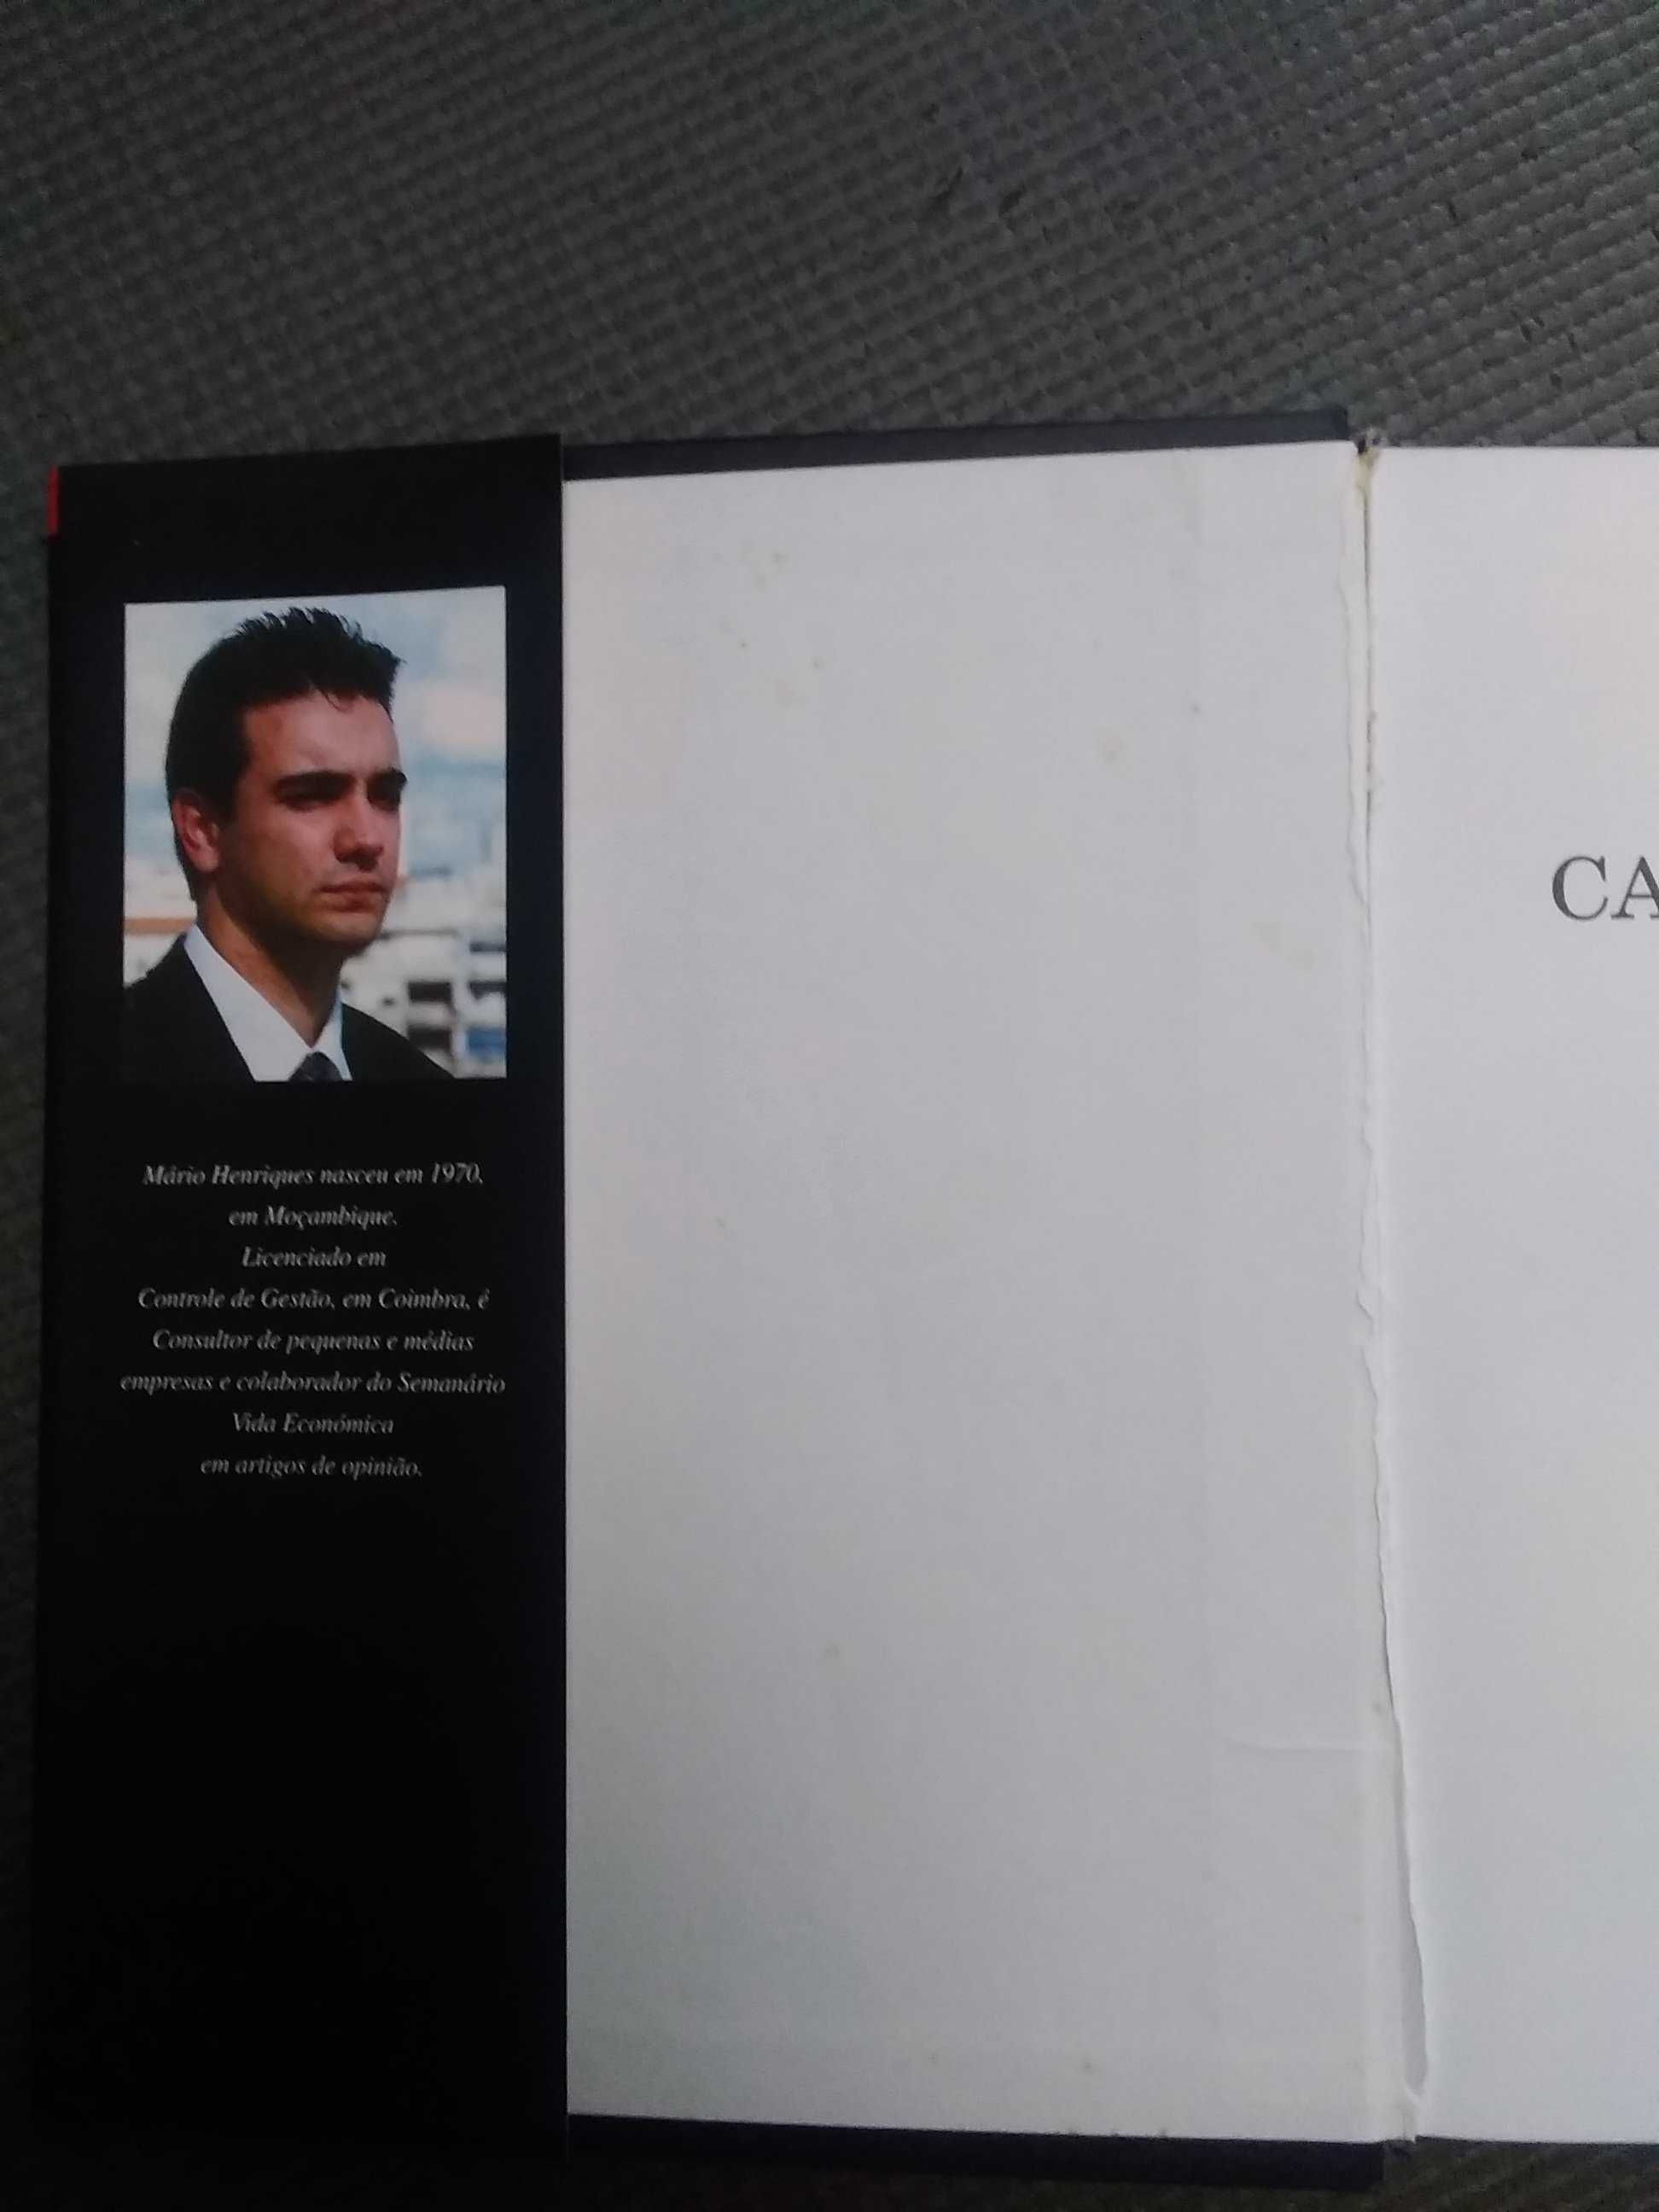 Mário Henriques nasceu em 1970,
em Moçambique.
Licenciado em
Controle de Gestão, em Coimbra, é
Consultor de pequenas e médias
empresas e colaborador do Semanário
Vida Económica
em artigos de opinião.
CA